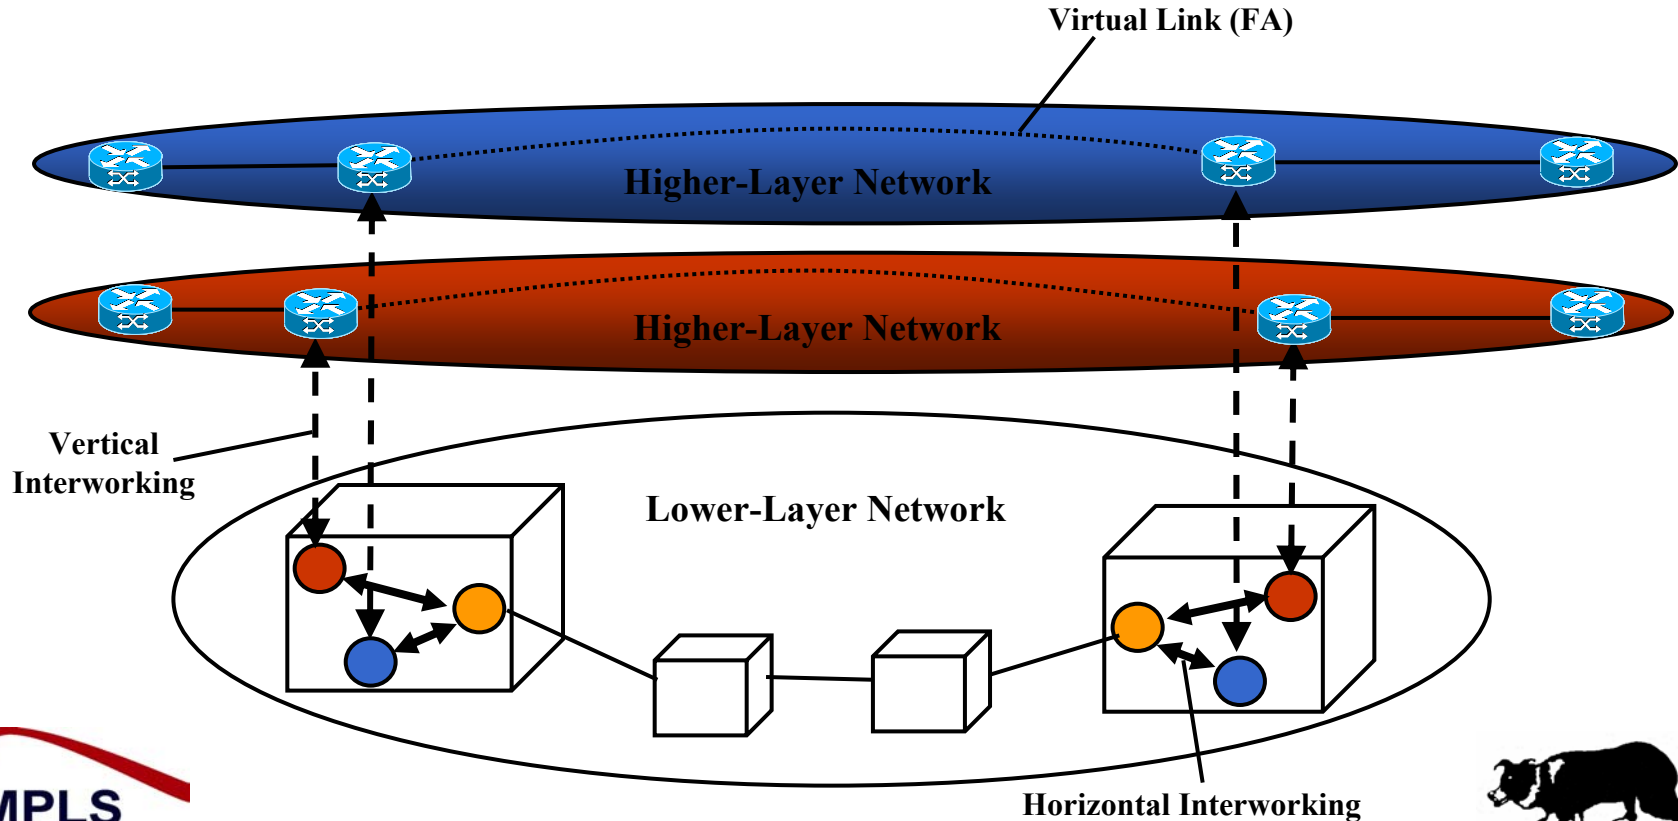 Virtual Link (FA)
Higher-Layer Network
Higher-Layer Network
Vertical
Interworking
Lower-Layer Network
Horizontal Interworking
MPLS